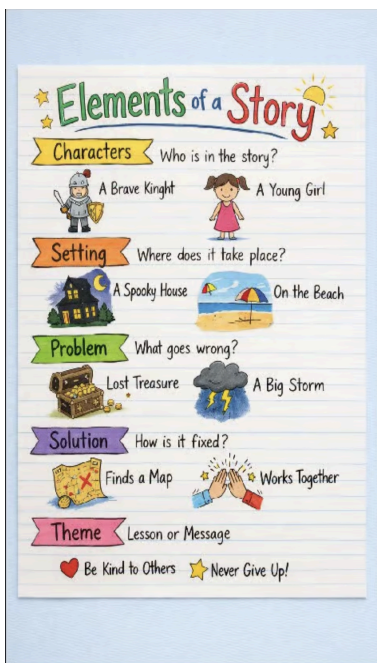 Elements of a Story
Characters Who is in the story?
A Brave Kinght A Young Girl
Setting Where does it take place?
A Spooky House On the Beach
Problem What goes wrong?
Lost Treasure A Big Storm
Solution How is it fixed?
Finds a Map Works Together
Theme Lesson or Message
Be Kind to Others Never Give Up!